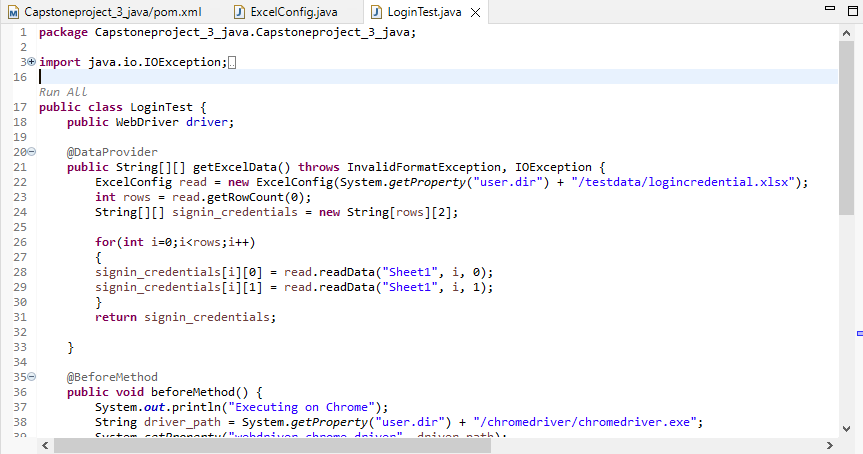 Capstoneproject_3_java/pom.xml ExcelConfig.java LoginTest.java
1 package Capstoneproject_3_java.Capstoneproject_3_java;
2
3 import java.io.IOException;
16
Run All
17 public class LoginTest {
18 public WebDriver driver;
19
20 @DataProvider
21 public String[][] getExcelData() throws InvalidFormatException, IOException {
22 ExcelConfig read = new ExcelConfig(System.getProperty("user.dir") + "/testdata/logincredential.xlsx");
23 int rows = read.getRowCount(0);
24 String[][] signin_credentials = new String[rows][2];
25
26 for(int i=0;i<rows;i++)
27 {
28 signin_credentials[i][0] = read.readData("Sheet1", i, 0);
29 signin_credentials[i][1] = read.readData("Sheet1", i, 1);
30 }
31 return signin_credentials;
32
33 }
34
35 @BeforeMethod
36 public void beforeMethod() {
37 System.out.println("Executing on Chrome");
38 String driver_path = System.getProperty("user.dir") + "/chromedriver/chromedriver.exe";
39 System.setProperty("webdriver.chrome.driver", driver_path);